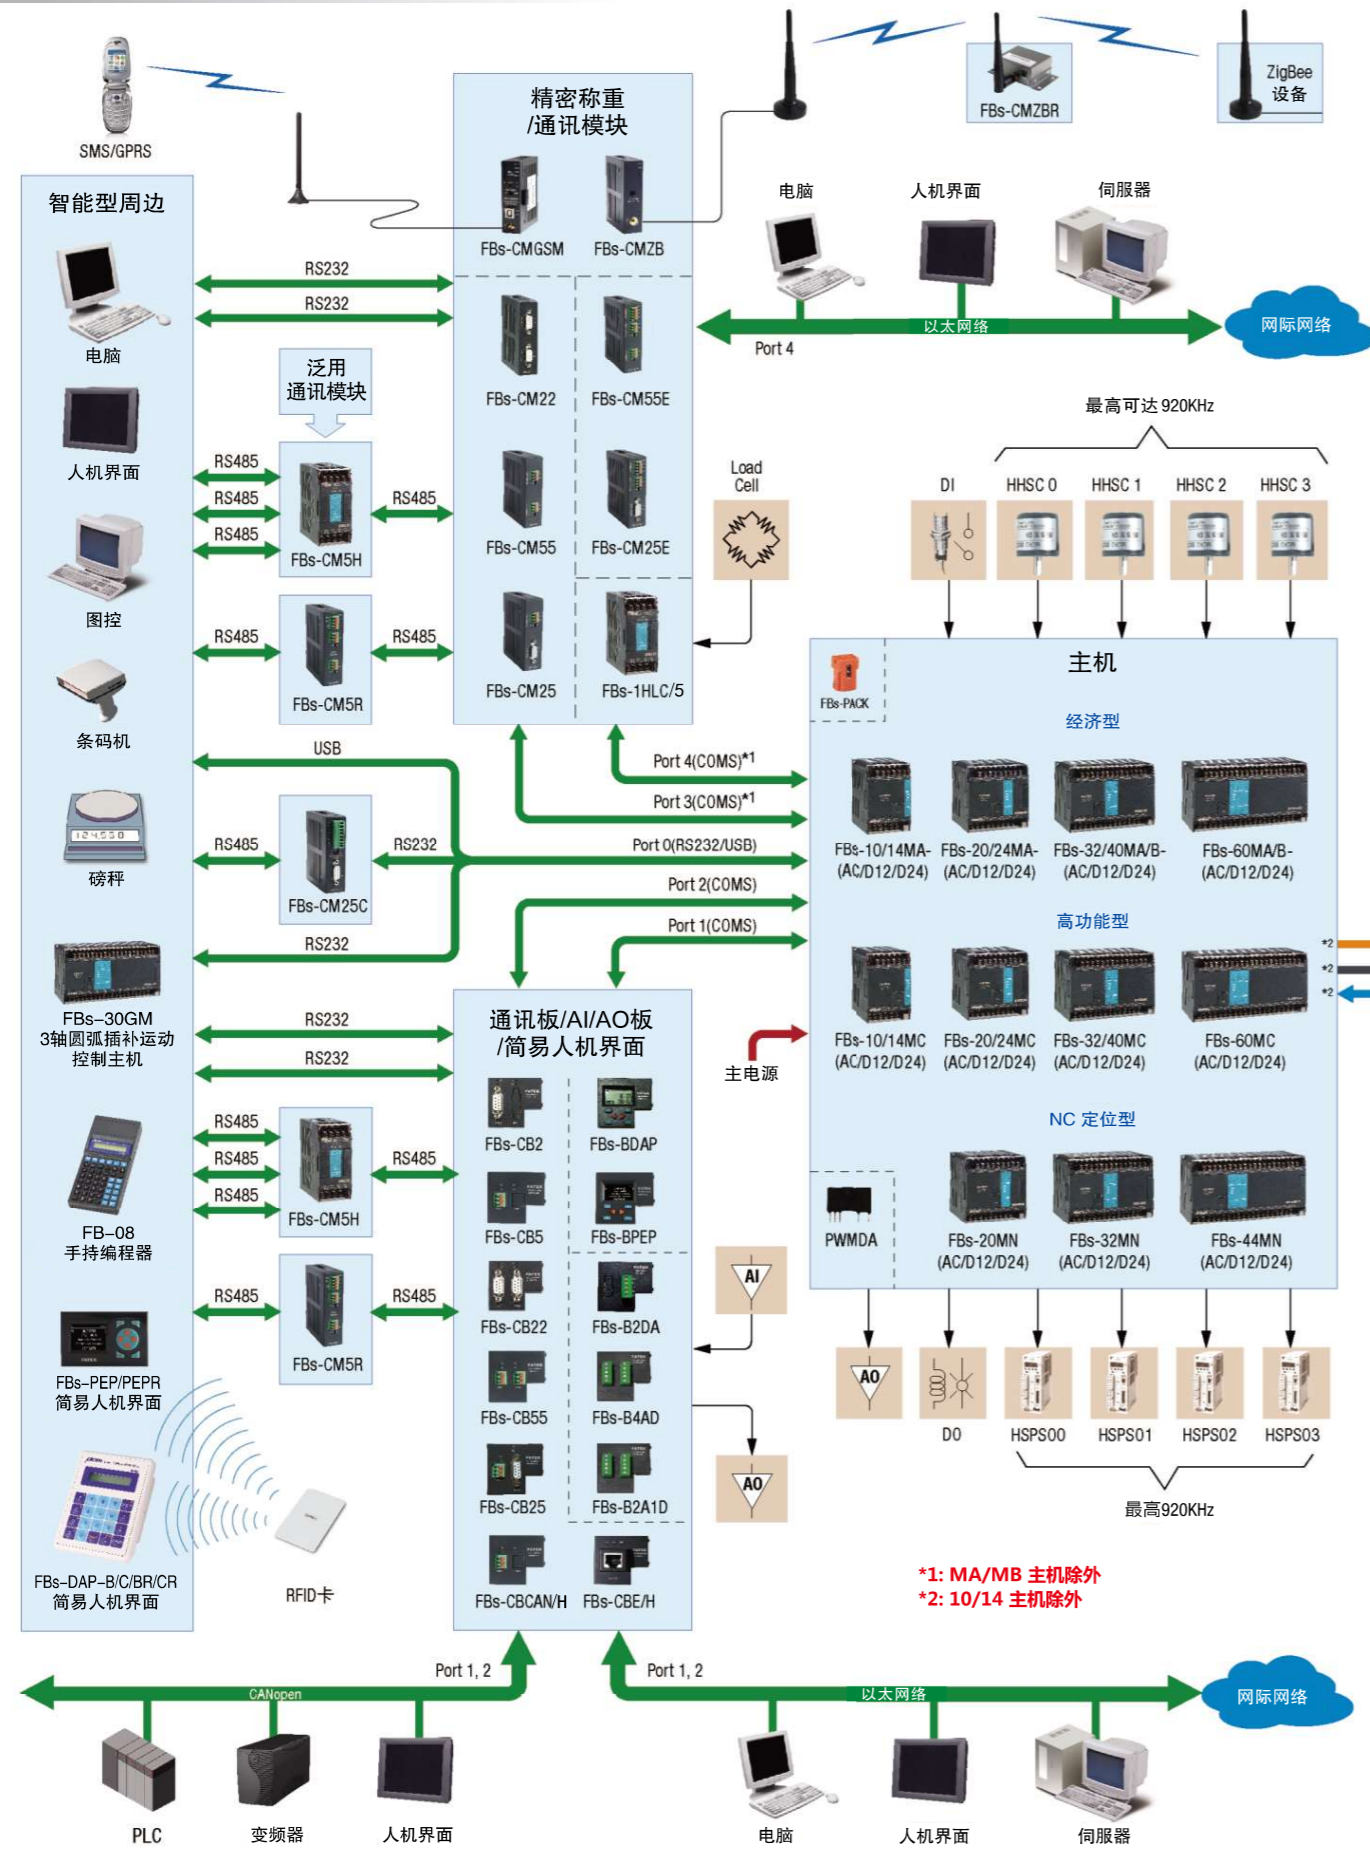 SMS/GPRS
精密称重
/通讯模块
FBs-CMGSM
FBs-CMZB
FBs-CMZBR
ZigBee
设备
智能型周边
电脑
人机界面
图控
条码机
磅秤
FBs-30GM
3轴圆弧插补运动
控制主机
FB-08
手持编程器
FBs-PEP/PEPR
简易人机界面
FBs-DAP-B/C/BR/CR
简易人机界面
RFID卡
RS232
RS232
泛用
通讯模块
RS485
RS485
RS485
FBs-CM5H
RS485
RS485
FBs-CM5R
RS485
USB
RS485
FBs-CM25C
RS232
RS232
FBs-CM22
FBs-CM55E
FBs-CM55
FBs-CM25E
FBs-CM25
FBs-1HLC/5
电脑
人机界面
伺服器
以太网络
Port 4
网际网络
Load
Cell
最高可达 920KHz
DI
HHSC 0
HHSC 1
HHSC 2
HHSC 3
Port 4(COMS)*1
Port 3(COMS)*1
Port 0(RS232/USB)
Port 2(COMS)
Port 1(COMS)
主电源
主机
FBs-PACK
经济型
FBs-10/14MA-
(AC/D12/D24)
FBs-20/24MA-
(AC/D12/D24)
FBs-32/40MA/B-
(AC/D12/D24)
FBs-60MA/B-
(AC/D12/D24)
高功能型
*2
*2
*2
FBs-10/14MC
(AC/D12/D24)
FBs-20/24MC
(AC/D12/D24)
FBs-32/40MC
(AC/D12/D24)
FBs-60MC
(AC/D12/D24)
NC 定位型
PWMDA
FBs-20MN
(AC/D12/D24)
FBs-32MN
(AC/D12/D24)
FBs-44MN
(AC/D12/D24)
AO
DO
HSPSO0
HSPSO1
HSPSO2
HSPSO3
最高920KHz
RS232
RS232
RS485
RS485
RS485
FBs-CM5H
RS485
RS485
FBs-CM5R
RS485
通讯板/AI/AO板
/简易人机界面
FBs-CB2
FBs-BDAP
FBs-CB5
FBs-BPEP
FBs-CB22
FBs-B2DA
FBs-CB55
FBs-B4AD
FBs-CB25
FBs-B2A1D
FBs-CBCAN/H
FBs-CBE/H
AI
AO
*1: MA/MB 主机除外
*2: 10/14 主机除外
Port 1, 2
CANopen
PLC
变频器
人机界面
Port 1, 2
以太网络
网际网络
电脑
人机界面
伺服器